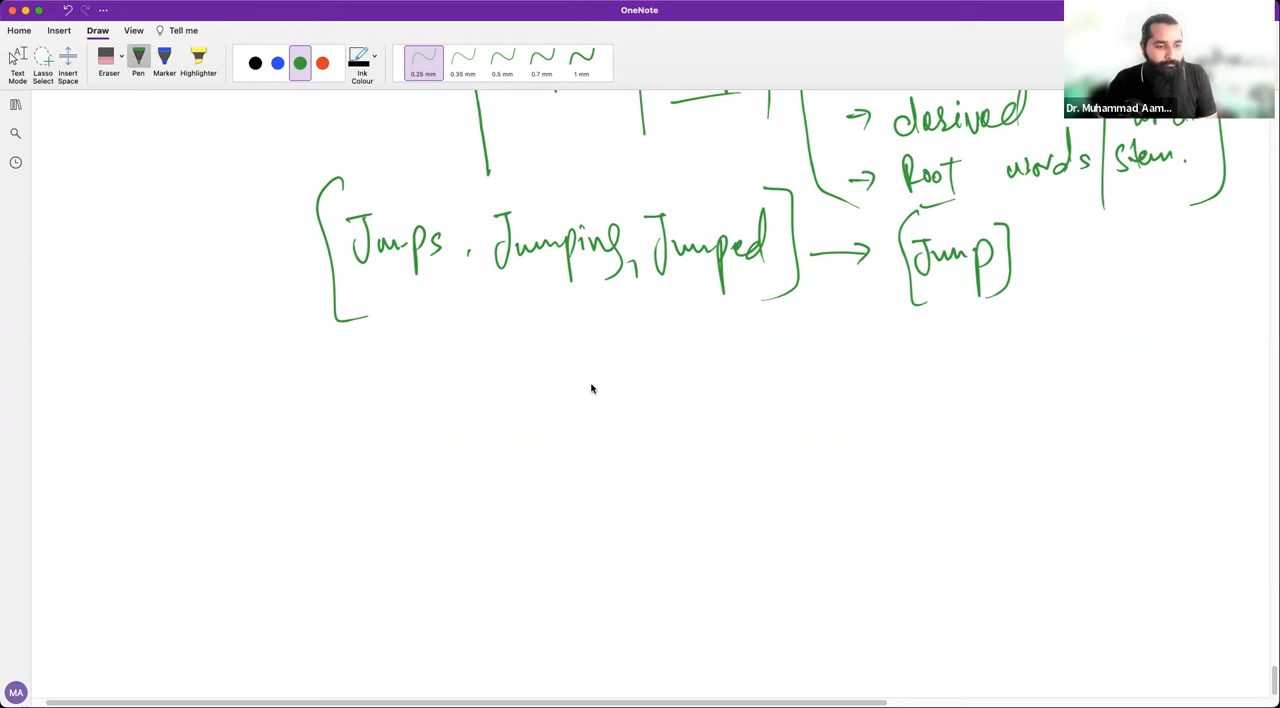 OneNote
Home Insert Draw View Tell me
Text Mode
Lasso Select
Insert Space
Eraser
Pen
Marker
Highlighter
Ink Colour
0.25 mm
0.35 mm
0.5 mm
0.7 mm
1 mm
Dr. Muhammad Aam...
→ derived
→ Root words stem.
[Jumps, Jumping, Jumped] → [Jump]
MA